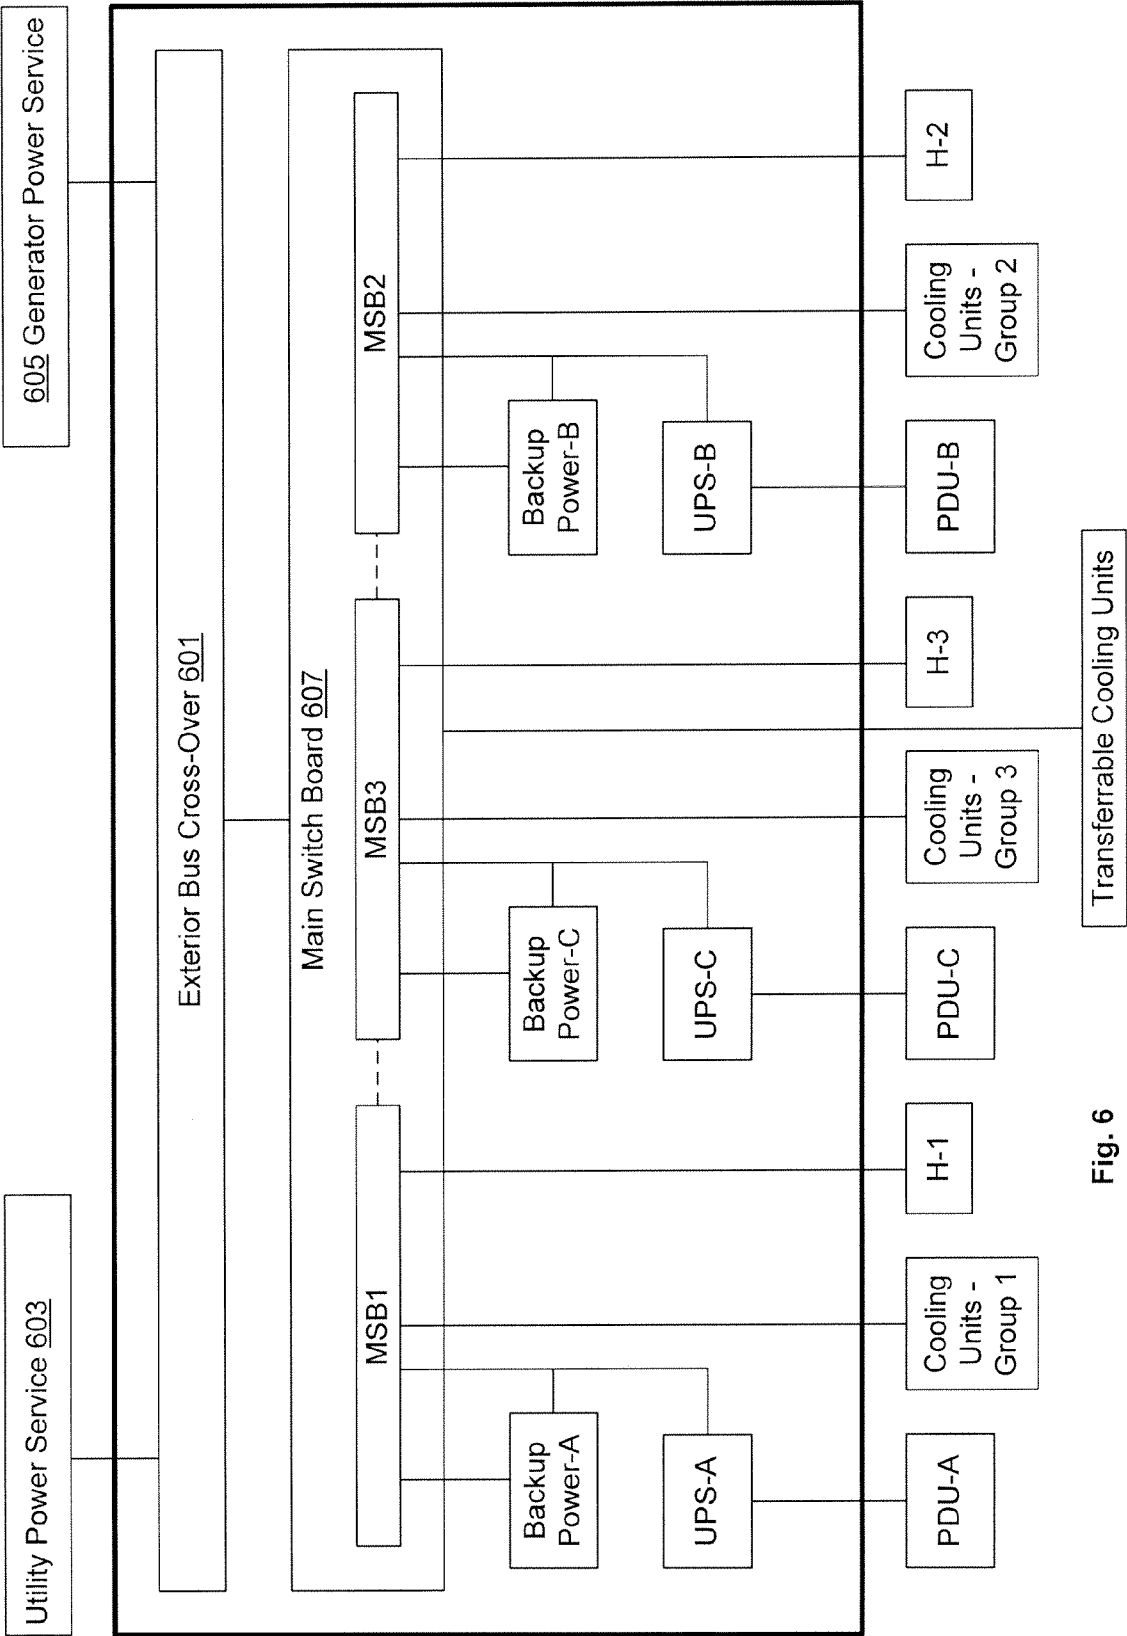 Utility Power Service 603
605 Generator Power Service
Exterior Bus Cross-Over 601
Main Switch Board 607
MSB1
MSB3
MSB2
Backup
Power-A
Backup
Power-C
Backup
Power-B
UPS-A
UPS-C
UPS-B
PDU-A
Cooling
Units -
Group 1
H-1
PDU-C
Cooling
Units -
Group 3
H-3
PDU-B
Cooling
Units -
Group 2
H-2
Transferrable Cooling Units
Fig. 6